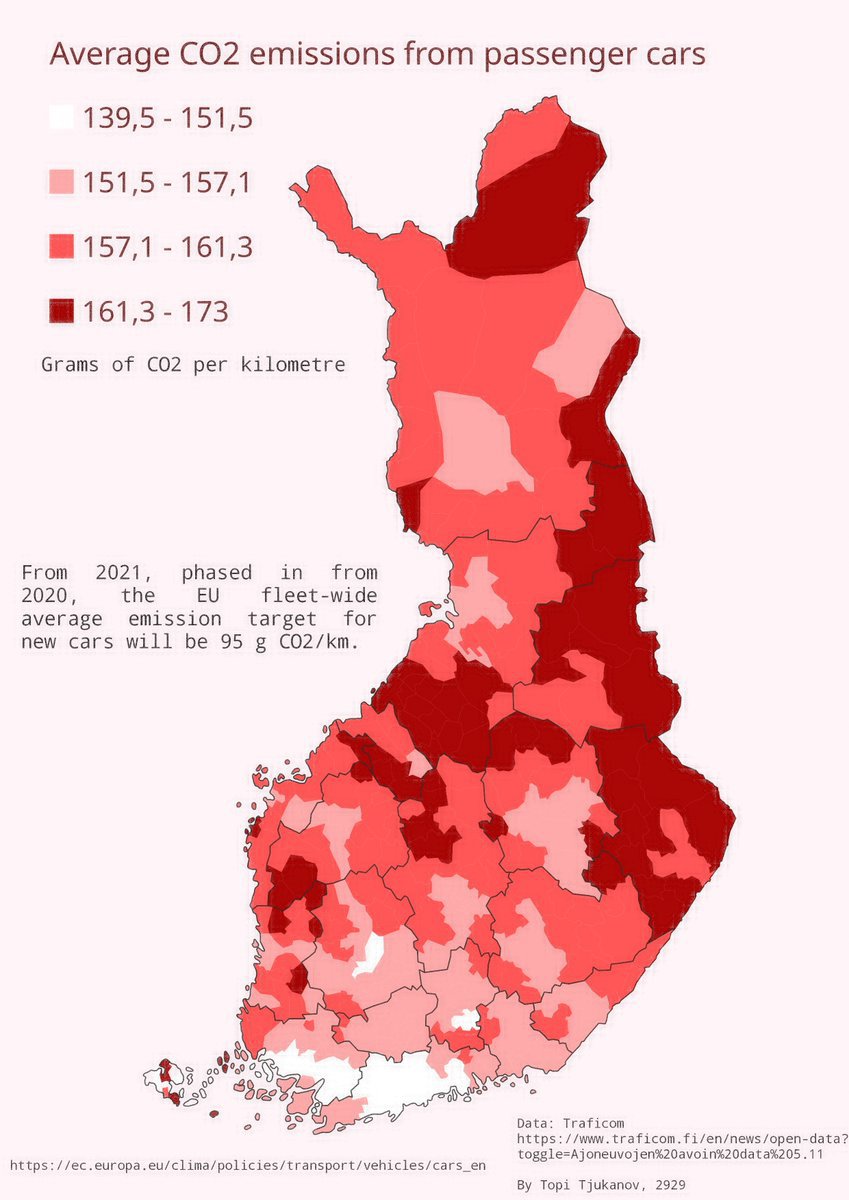 Average CO2 emissions from passenger cars
139,5 - 151,5
151,5 - 157,1
157,1 - 161,3
161,3 - 173
Grams of CO2 per kilometre
From 2021, phased in from
2020, the EU fleet-wide
average emission target for
new cars will be 95 g CO2/km.
Data: Traficom
https://www.traficom.fi/en/news/open-data?
toggle=Ajoneuvojen%20avoin%20data%205.11
https://ec.europa.eu/clima/policies/transport/vehicles/cars_en
By Topi Tjukanov, 2929